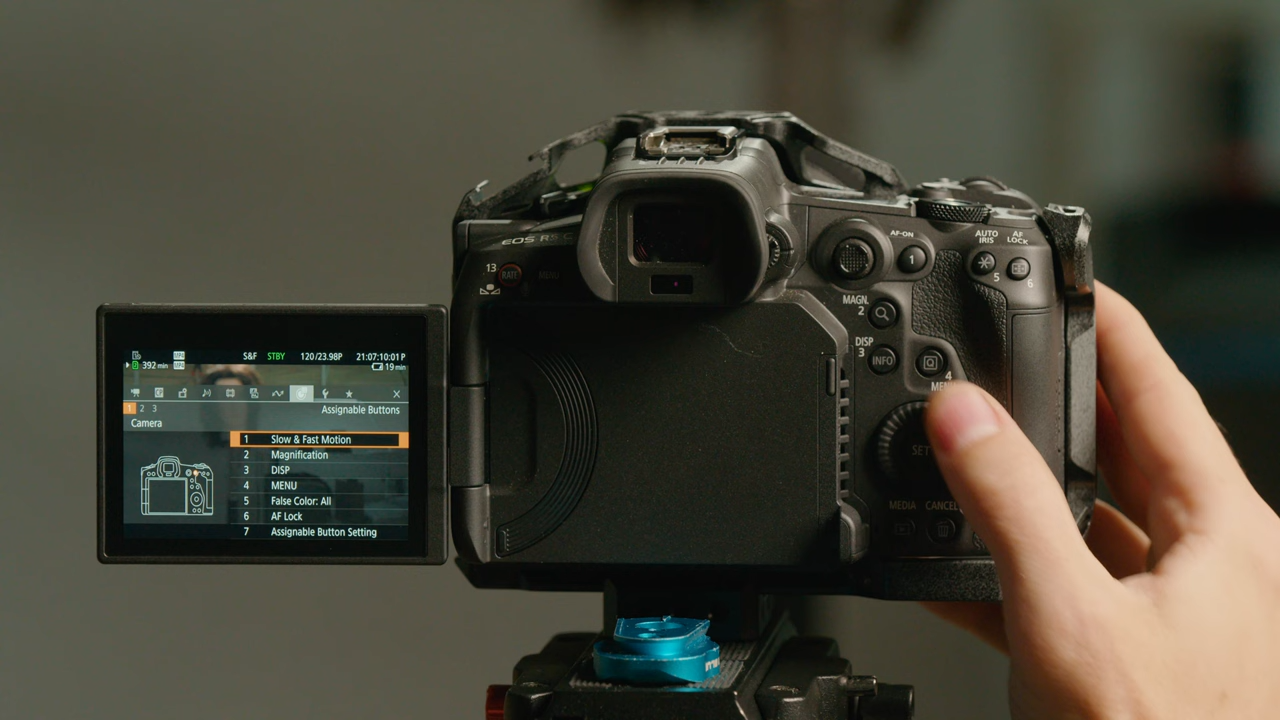 EOS R5 C
13
RATE
MENU
AF-ON
1
AUTO IRIS
AF LOCK
5
6
MAGN.
2
DISP
3
INFO
4
SET
MEDIA
CANCEL
392 min
S&F
STBY
120/23.98P
21:07:10:01 P
19 min
1 2 3
Assignable Buttons
Camera
1 Slow & Fast Motion
2 Magnification
3 DISP
4 MENU
5 False Color: All
6 AF Lock
7 Assignable Button Setting